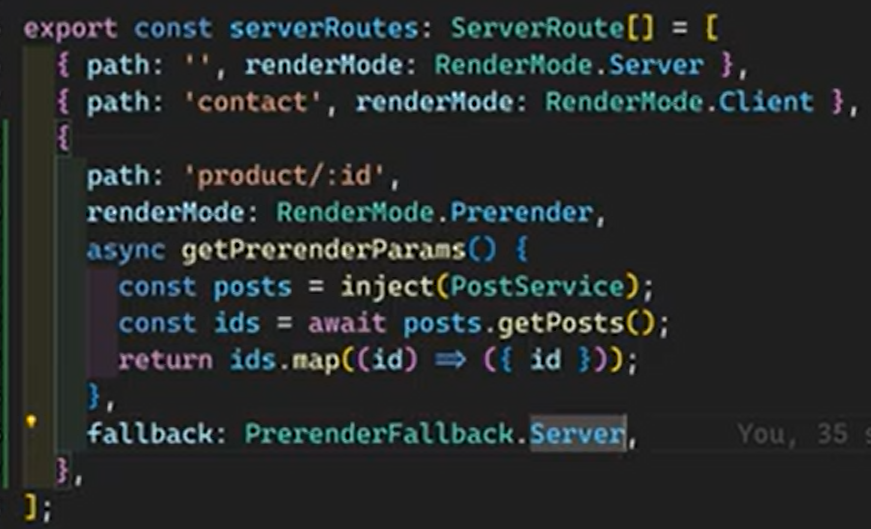 export const serverRoutes: ServerRoute[] = [
{ path: '', renderMode: RenderMode.Server },
{ path: 'contact', renderMode: RenderMode.Client },
{
path: 'product/:id',
renderMode: RenderMode.Prerender,
async getPrerenderParams() {
const posts = inject(PostService);
const ids = await posts.getPosts();
return ids.map((id) => ({ id }));
},
fallback: PrerenderFallback.Server, You, 35 s
},
];